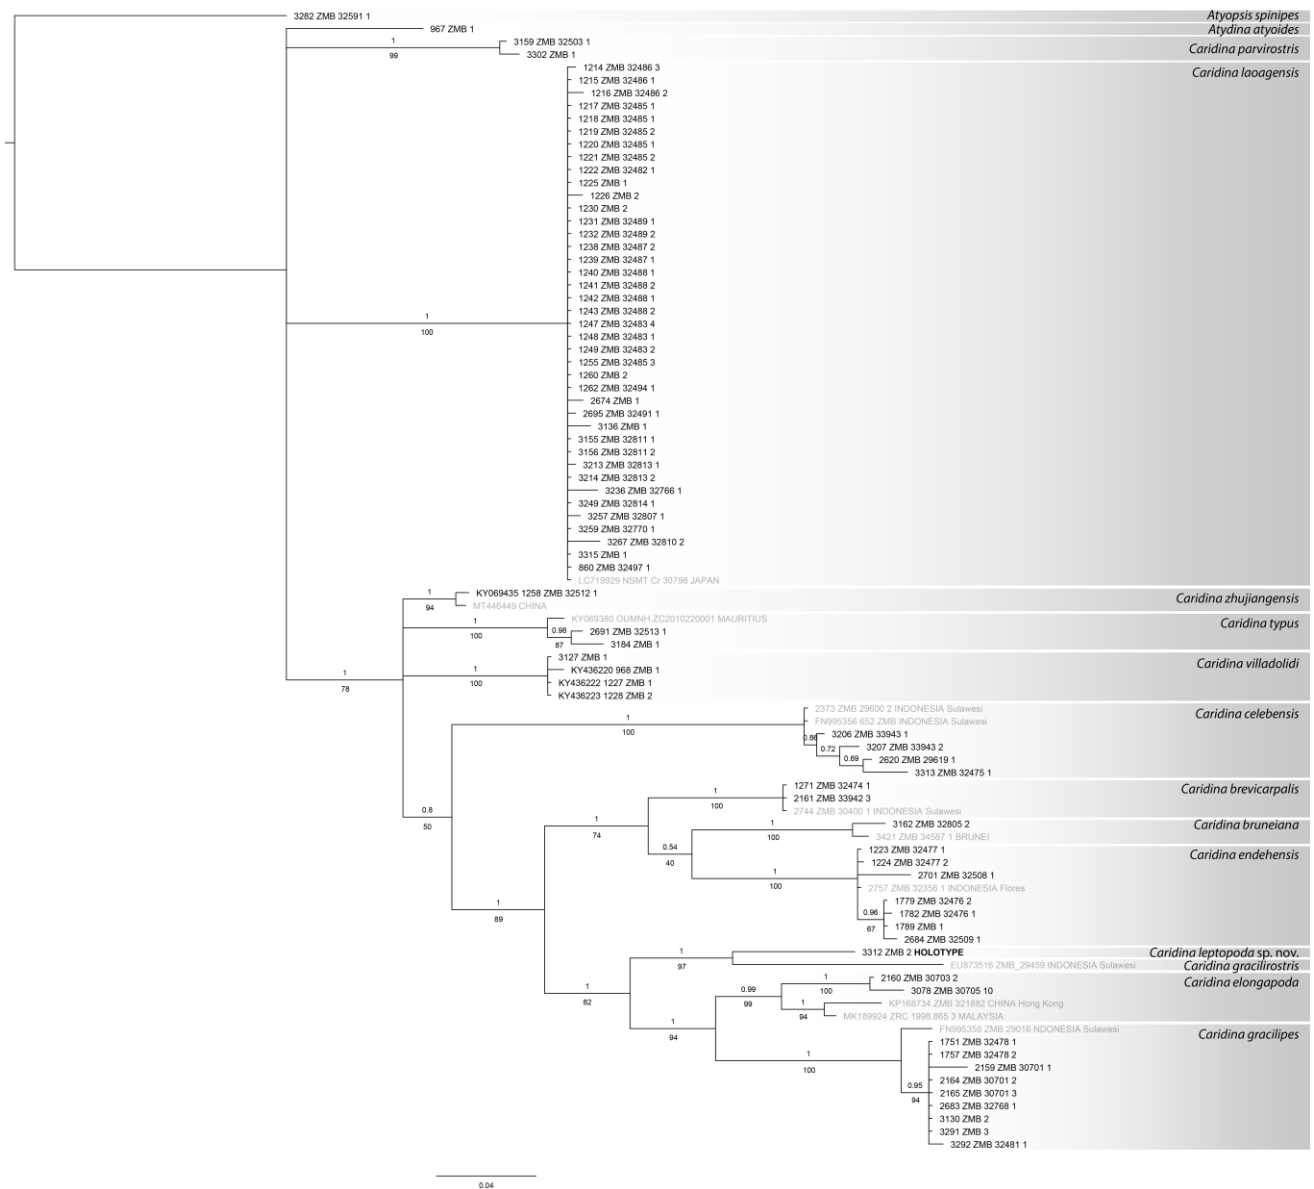 3282 ZMB 32591 1
Atyopsis spinipes
967 ZMB 1
Atydina atyoides
1
99
3159 ZMB 32503 1
3302 ZMB 1
Caridina parvirostris
1214 ZMB 32486 3
Caridina laoagensis
1215 ZMB 32486 1
1216 ZMB 32486 2
1217 ZMB 32485 1
1218 ZMB 32485 1
1219 ZMB 32485 2
1220 ZMB 32485 1
1221 ZMB 32485 2
1222 ZMB 32482 1
1225 ZMB 1
1226 ZMB 2
1230 ZMB 2
1231 ZMB 32489 1
1232 ZMB 32489 2
1238 ZMB 32487 2
1239 ZMB 32487 1
1240 ZMB 32488 1
1241 ZMB 32488 2
1242 ZMB 32488 1
1243 ZMB 32488 2
1
100
1247 ZMB 32483 4
1248 ZMB 32483 1
1249 ZMB 32483 2
1255 ZMB 32485 3
1260 ZMB 2
1262 ZMB 32494 1
2674 ZMB 1
2695 ZMB 32491 1
3136 ZMB 1
3155 ZMB 32811 1
3156 ZMB 32811 2
3213 ZMB 32813 1
3214 ZMB 32813 2
3236 ZMB 32766 1
3249 ZMB 32814 1
3257 ZMB 32807 1
3259 ZMB 32770 1
3267 ZMB 32810 2
3315 ZMB 1
860 ZMB 32497 1
LC719929 NSMT Cr 30798 JAPAN
1
94
KY069435 1258 ZMB 32512 1
MT446449 CHINA
Caridina zhujiangensis
1
100
KY069380 OUMNH.ZC2010220001 MAURITIUS
0.98
87
2691 ZMB 32513 1
3184 ZMB 1
Caridina typus
1
100
3127 ZMB 1
KY436220 968 ZMB 1
KY436222 1227 ZMB 1
KY436223 1228 ZMB 2
Caridina villadolidi
1
78
1
100
2373 ZMB 29600 2 INDONESIA Sulawesi
FN995356 652 ZMB INDONESIA Sulawesi
0.86
3206 ZMB 33943 1
0.72
3207 ZMB 33943 2
0.69
2620 ZMB 29619 1
3313 ZMB 32475 1
Caridina celebensis
0.8
50
1
100
1271 ZMB 32474 1
2161 ZMB 33942 3
2744 ZMB 30400 1 INDONESIA Sulawesi
Caridina brevicarpalis
1
74
1
100
3162 ZMB 32805 2
3421 ZMB 34587 1 BRUNEI
Caridina bruneiana
0.54
40
1
100
1223 ZMB 32477 1
1224 ZMB 32477 2
2701 ZMB 32508 1
2757 ZMB 32356 1 INDONESIA Flores
0.96
67
1779 ZMB 32476 2
1782 ZMB 32476 1
1789 ZMB 1
2684 ZMB 32509 1
Caridina endehensis
1
89
1
97
3312 ZMB 2 HOLOTYPE
Caridina leptopoda sp. nov.
EU873516 ZMB_29459 INDONESIA Sulawesi
Caridina gracilirostris
1
82
0.99
99
1
100
2160 ZMB 30703 2
3078 ZMB 30705 10
1
94
KP168734 ZMB 321882 CHINA Hong Kong
MK189924 ZRC 1998.865 3 MALAYSIA
Caridina elongapoda
1
94
1
100
FN995358 ZMB 29016 NDONESIA Sulawesi
Caridina gracilipes
0.95
94
1751 ZMB 32478 1
1757 ZMB 32478 2
2159 ZMB 30701 1
2164 ZMB 30701 2
2165 ZMB 30701 3
2683 ZMB 32768 1
3130 ZMB 2
3291 ZMB 3
3292 ZMB 32481 1
0.04